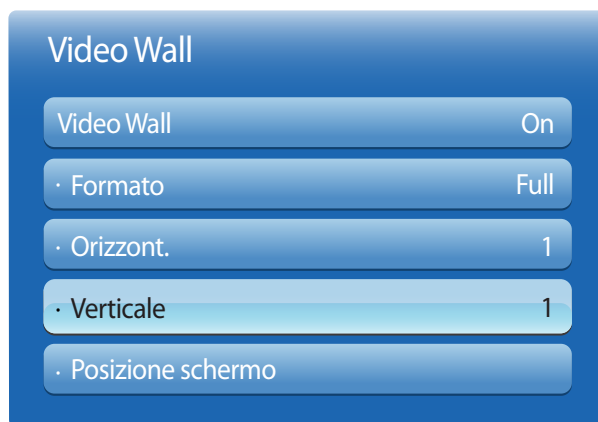 Video Wall
Video Wall On
· Formato Full
· Orizzont. 1
· Verticale 1
· Posizione schermo